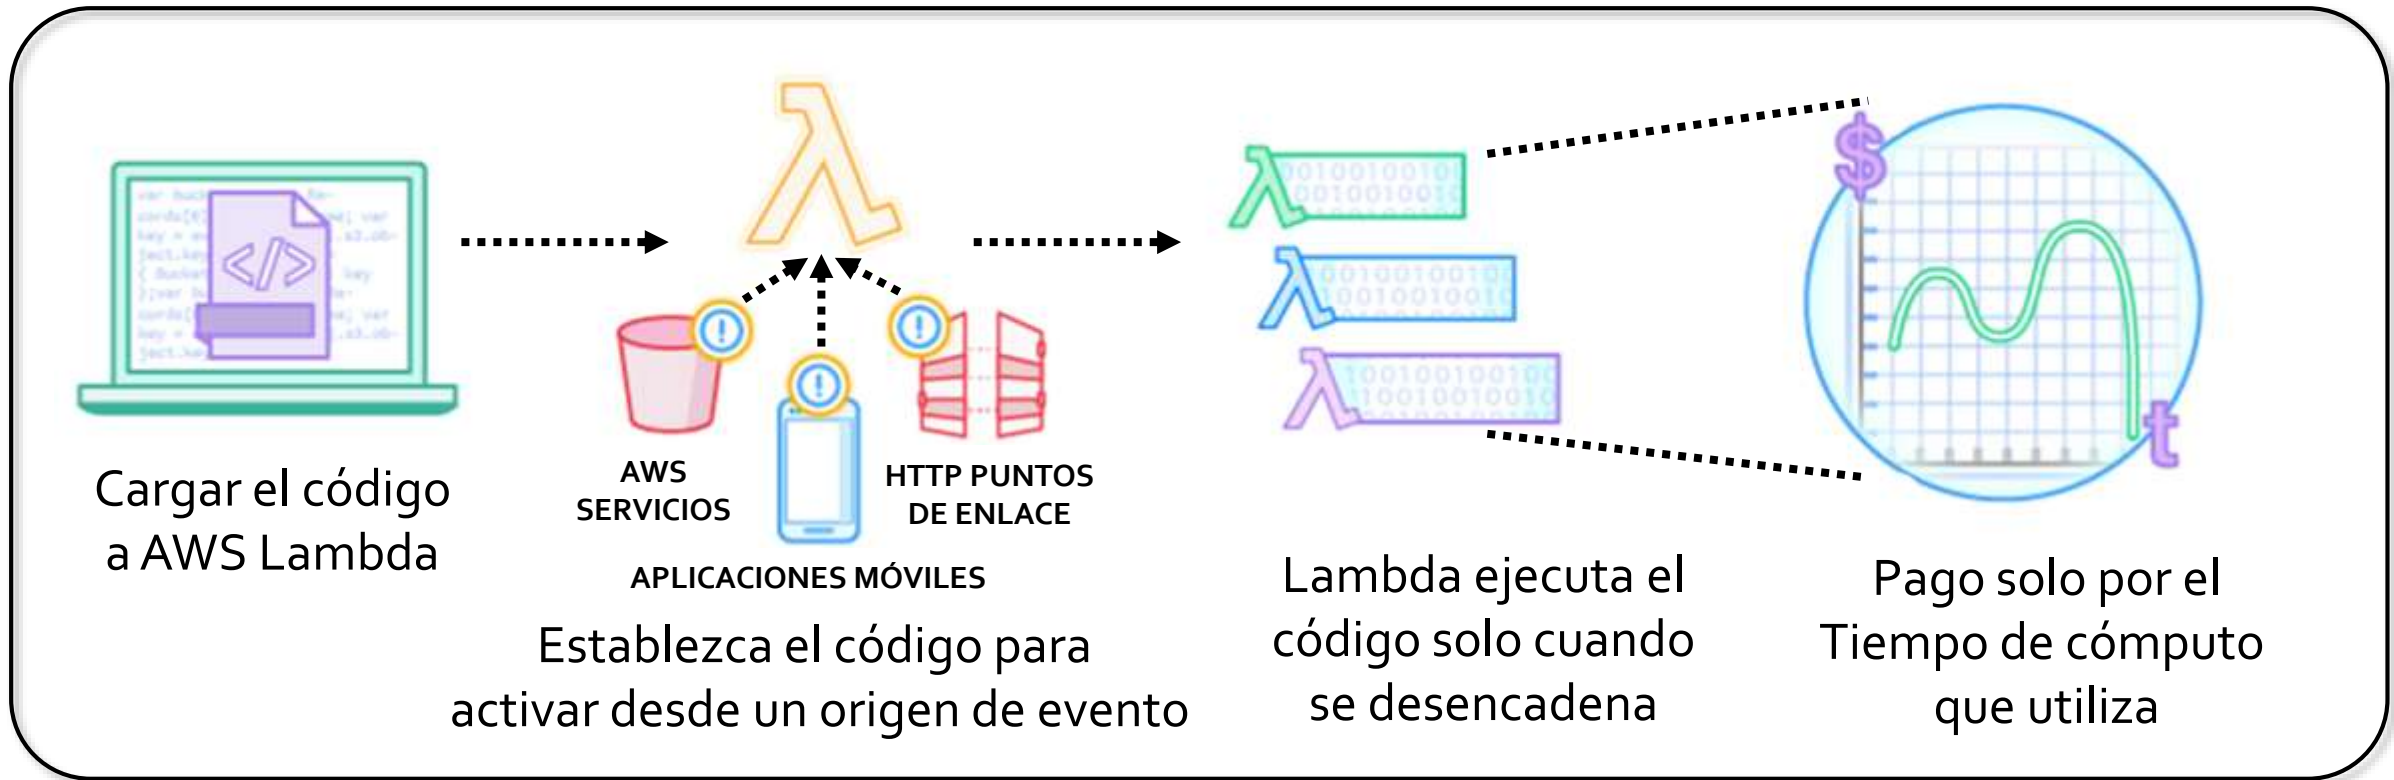 Cargar el código
a AWS Lambda
AWS
SERVICIOS
HTTP PUNTOS
DE ENLACE
APLICACIONES MÓVILES
Establezca el código para
activar desde un origen de evento
Lambda ejecuta el
código solo cuando
se desencadena
$
t
Pago solo por el
Tiempo de cómputo
que utiliza